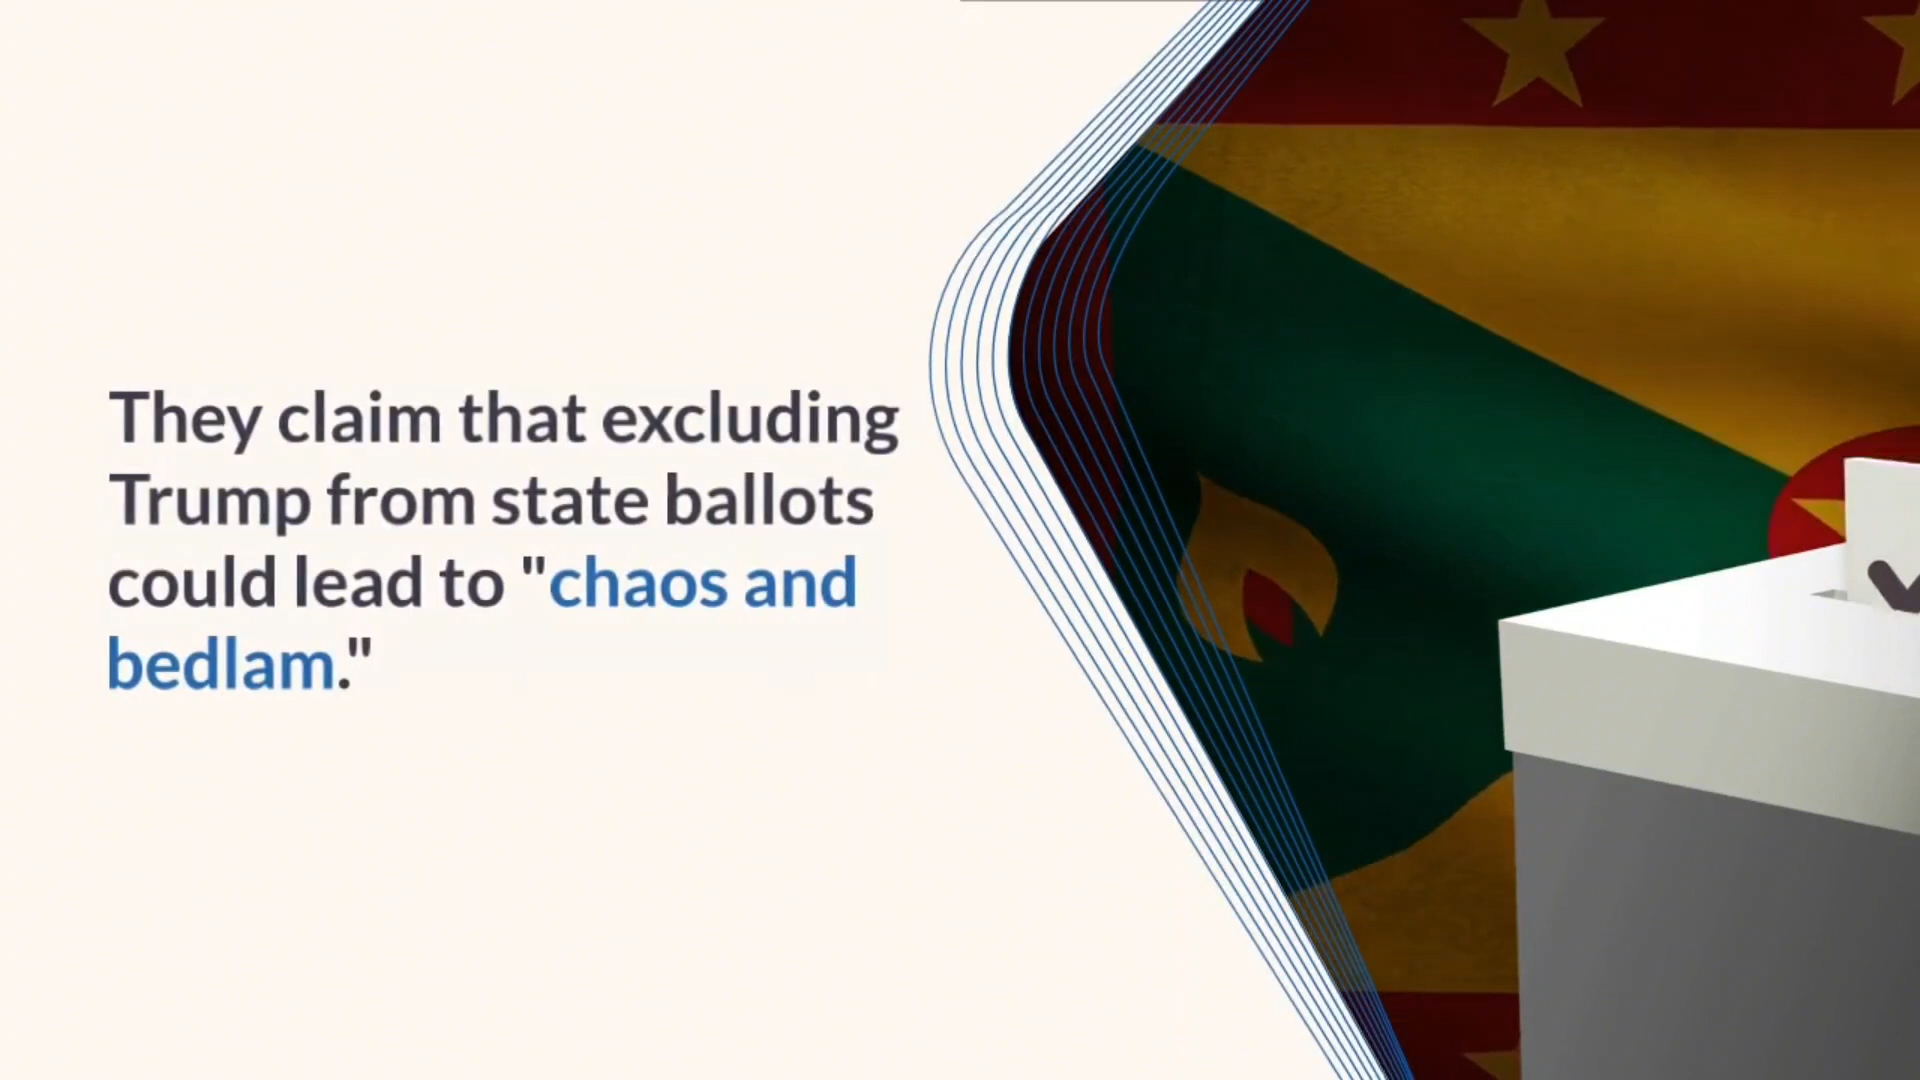 They claim that excluding
Trump from state ballots
could lead to "chaos and
bedlam."